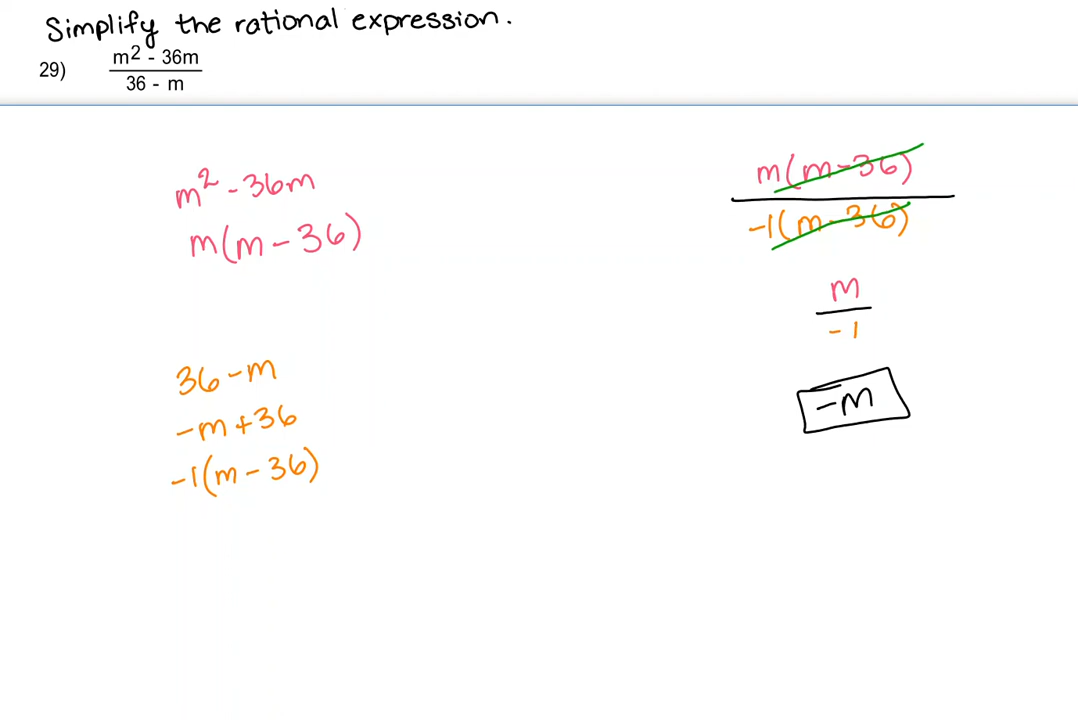 Simplify the rational expression.
29)
m2 - 36m
36 - m
m² - 36m
m(m - 36)
36 - m
-m + 36
-1(m - 36)
m(m - 36)
-1(m - 36)
m
-1
-m